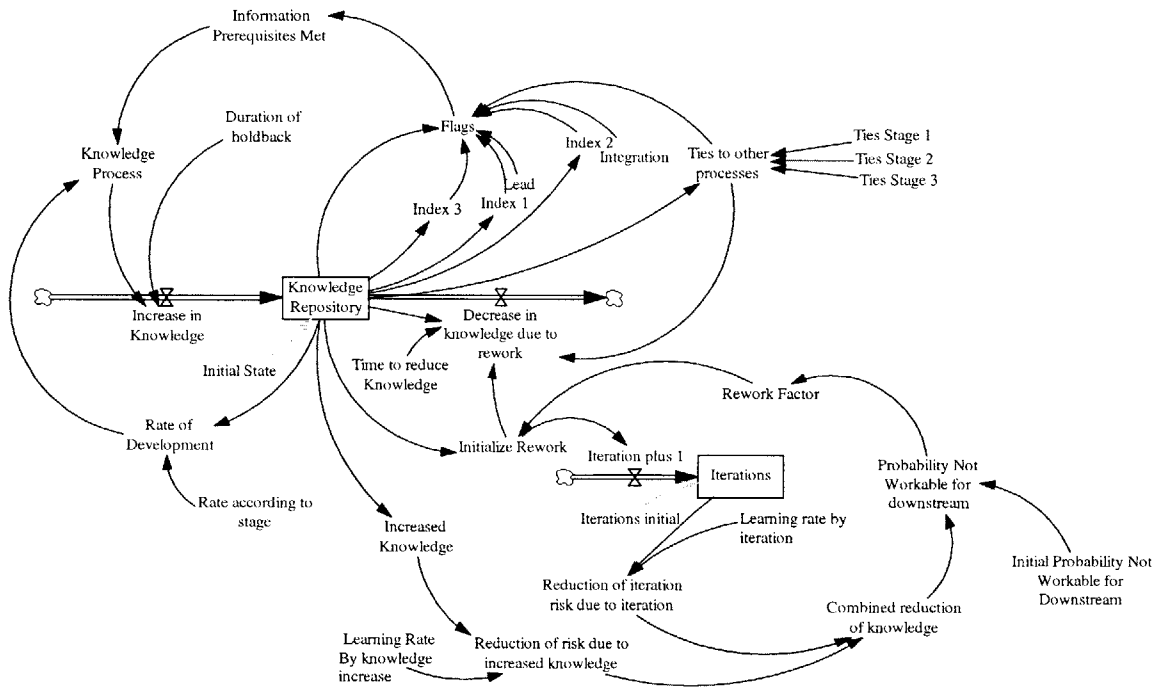 Information
Prerequisites Met
Duration of
holdback
Flags
Knowledge
Process
Index 2
Integration
Ties to other
processes
Ties Stage 1
Ties Stage 2
Ties Stage 3
Lead
Index 1
Index 3
Knowledge
Repository
Increase in
Knowledge
Decrease in
knowledge due to
rework
Initial State
Time to reduce
Knowledge
Rework Factor
Rate of
Development
Initialize Rework
Iteration plus 1
Iterations
Probability Not
Workable for
downstream
Rate according to
stage
Iterations initial
Learning rate by
iteration
Increased
Knowledge
Initial Probability Not
Workable for
Downstream
Reduction of iteration
risk due to iteration
Combined reduction
of knowledge
Learning Rate
By knowledge
increase
Reduction of risk due to
increased knowledge